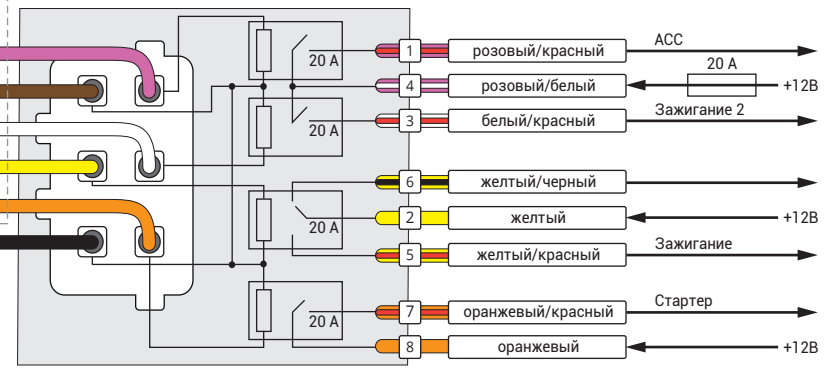 20 А
1
розовый/красный
АСС
4
розовый/белый
20 А
+12В
20 А
3
белый/красный
Зажигание 2
6
желтый/черный
20 А
2
желтый
+12В
5
желтый/красный
Зажигание
20 А
7
оранжевый/красный
Стартер
8
оранжевый
+12В